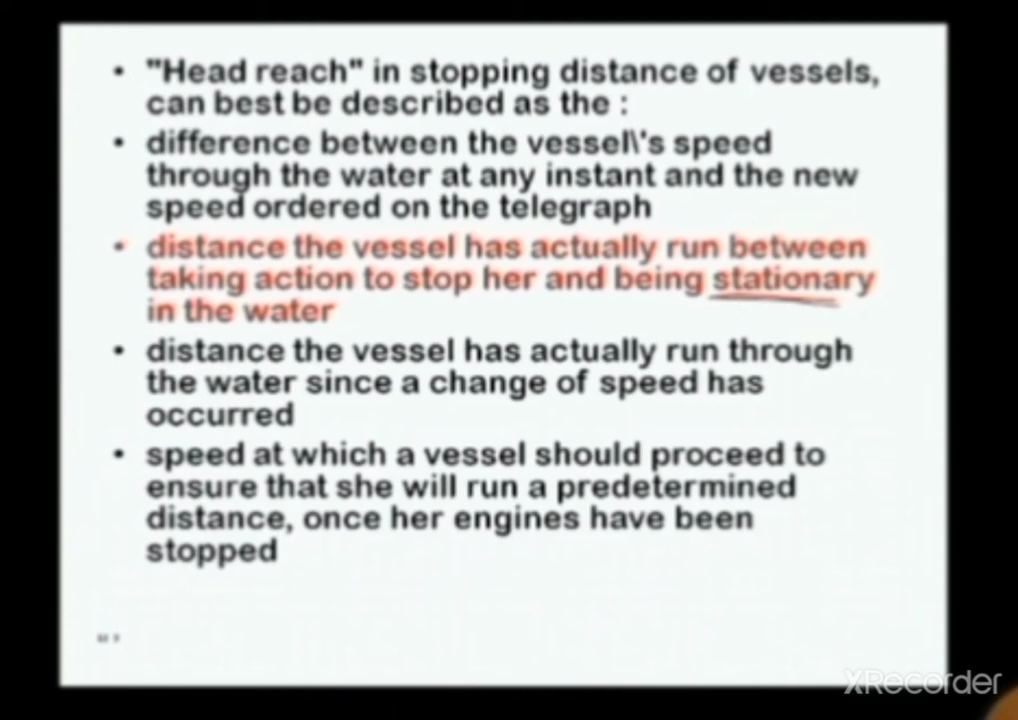 • "Head reach" in stopping distance of vessels,
can best be described as the :
• difference between the vessel\'s speed
through the water at any instant and the new
speed ordered on the telegraph
• distance the vessel has actually run between
taking action to stop her and being stationary
in the water
• distance the vessel has actually run through
the water since a change of speed has
occurred
• speed at which a vessel should proceed to
ensure that she will run a predetermined
distance, once her engines have been
stopped
XRecorder